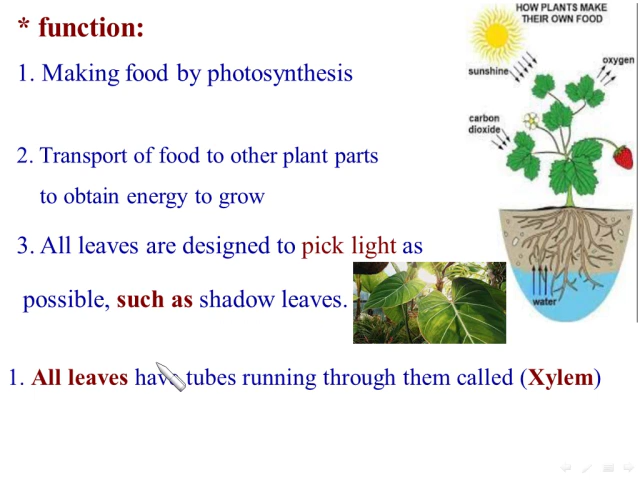 * function:
1. Making food by photosynthesis
2. Transport of food to other plant parts
to obtain energy to grow
3. All leaves are designed to pick light as
possible, such as shadow leaves.
1. All leaves have tubes running through them called (Xylem)
HOW PLANTS MAKE
THEIR OWN FOOD
sunshine
oxygen
carbon
dioxide
water